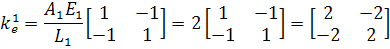 $k_e^1 = \frac{A_1 E_1}{L_1} \begin{bmatrix} 1 & -1 \\ -1 & 1 \end{bmatrix} = 2 \begin{bmatrix} 1 & -1 \\ -1 & 1 \end{bmatrix} = \begin{bmatrix} 2 & -2 \\ -2 & 2 \end{bmatrix}$